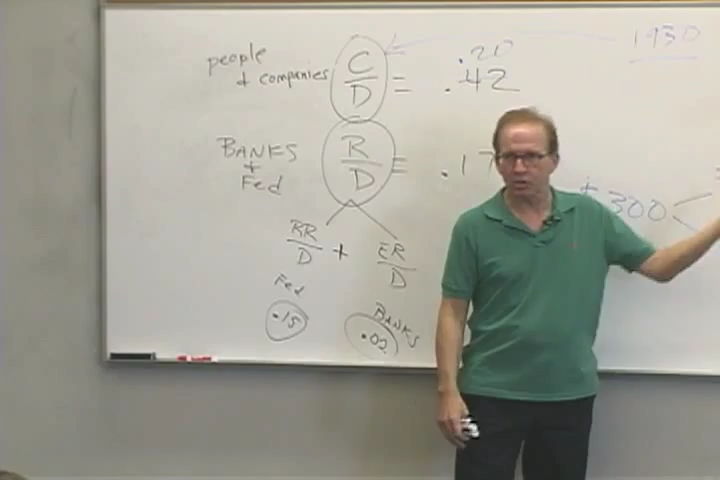 people
+ companies
C
D
=
.20
.42
1930
BANKS
+
Fed
R
D
=
.17
300
RR
D
+
ER
D
Fed
.15
BANKS
.02